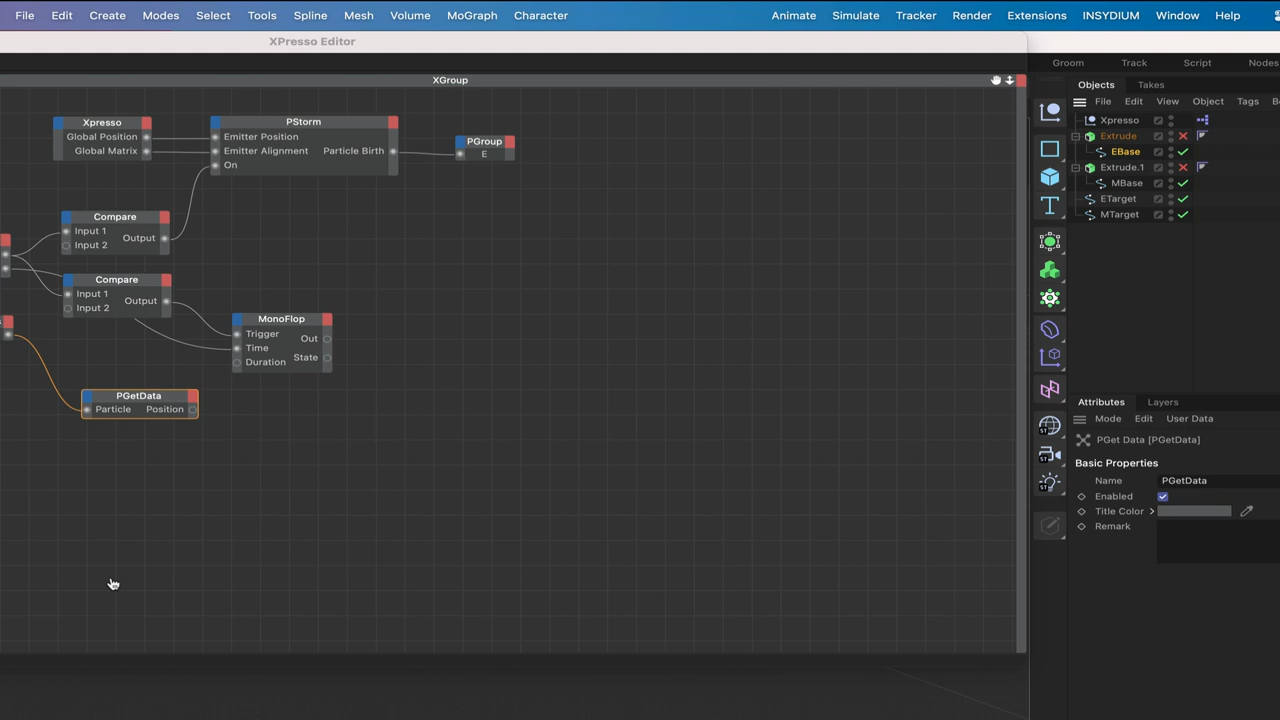 File Edit Create Modes Select Tools Spline Mesh Volume MoGraph Character Animate Simulate Tracker Render Extensions INSYDIUM Window Help
XPresso Editor
Groom Track Script Nodes
XGroup
Objects Takes
File Edit View Object Tags
Xpresso
Global Position
Global Matrix
PStorm
Emitter Position
Emitter Alignment Particle Birth
On
PGroup
E
Xpresso
Extrude
EBase
Extrude.1
MBase
ETarget
MTarget
Compare
Input 1
Output
Input 2
Compare
Input 1
Output
Input 2
MonoFlop
Trigger
Out
Time
State
Duration
PGetData
Particle Position
Attributes Layers
Mode Edit User Data
PGet Data [PGetData]
Basic Properties
Name PGetData
Enabled
Title Color
Remark
ST
ST
ST